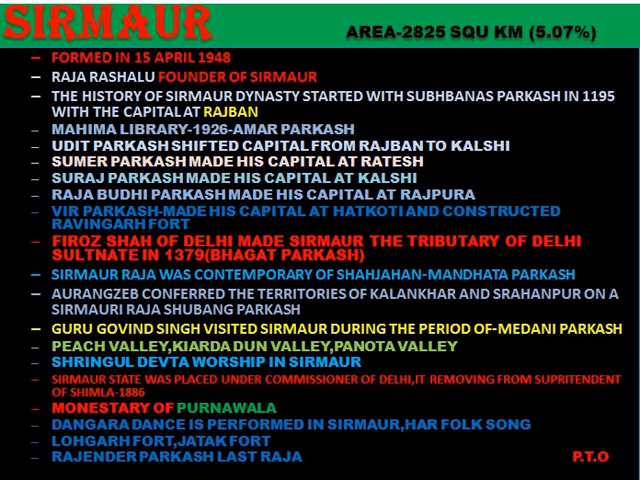 SIRMAUR
AREA-2825 SQU KM (5.07%)
– FORMED IN 15 APRIL 1948
– RAJA RASHALU FOUNDER OF SIRMAUR
– THE HISTORY OF SIRMAUR DYNASTY STARTED WITH SUBHBANAS PARKASH IN 1195
WITH THE CAPITAL AT RAJBAN
– MAHIMA LIBRARY-1926-AMAR PARKASH
– UDIT PARKASH SHIFTED CAPITAL FROM RAJBAN TO KALSHI
– SUMER PARKASH MADE HIS CAPITAL AT RATESH
– SURAJ PARKASH MADE HIS CAPITAL AT KALSHI
– RAJA BUDHI PARKASH MADE HIS CAPITAL AT RAJPURA
– VIR PARKASH-MADE HIS CAPITAL AT HATKOTI AND CONSTRUCTED
RAVINGARH FORT
– FIROZ SHAH OF DELHI MADE SIRMAUR THE TRIBUTARY OF DELHI
SULTNATE IN 1379(BHAGAT PARKASH)
– SIRMAUR RAJA WAS CONTEMPORARY OF SHAHJAHAN-MANDHATA PARKASH
– AURANGZEB CONFERRED THE TERRITORIES OF KALANKHAR AND SRAHANPUR ON A
SIRMAURI RAJA SHUBANG PARKASH
– GURU GOVIND SINGH VISITED SIRMAUR DURING THE PERIOD OF-MEDANI PARKASH
– PEACH VALLEY,KIARDA DUN VALLEY,PANOTA VALLEY
– SHRINGUL DEVTA WORSHIP IN SIRMAUR
– SIRMAUR STATE WAS PLACED UNDER COMMISSIONER OF DELHI,IT REMOVING FROM SUPRITENDENT
OF SHIMLA-1886
– MONESTARY OF PURNAWALA
– DANGARA DANCE IS PERFORMED IN SIRMAUR,HAR FOLK SONG
– LOHGARH FORT,JATAK FORT
– RAJENDER PARKASH LAST RAJA
P.T.O